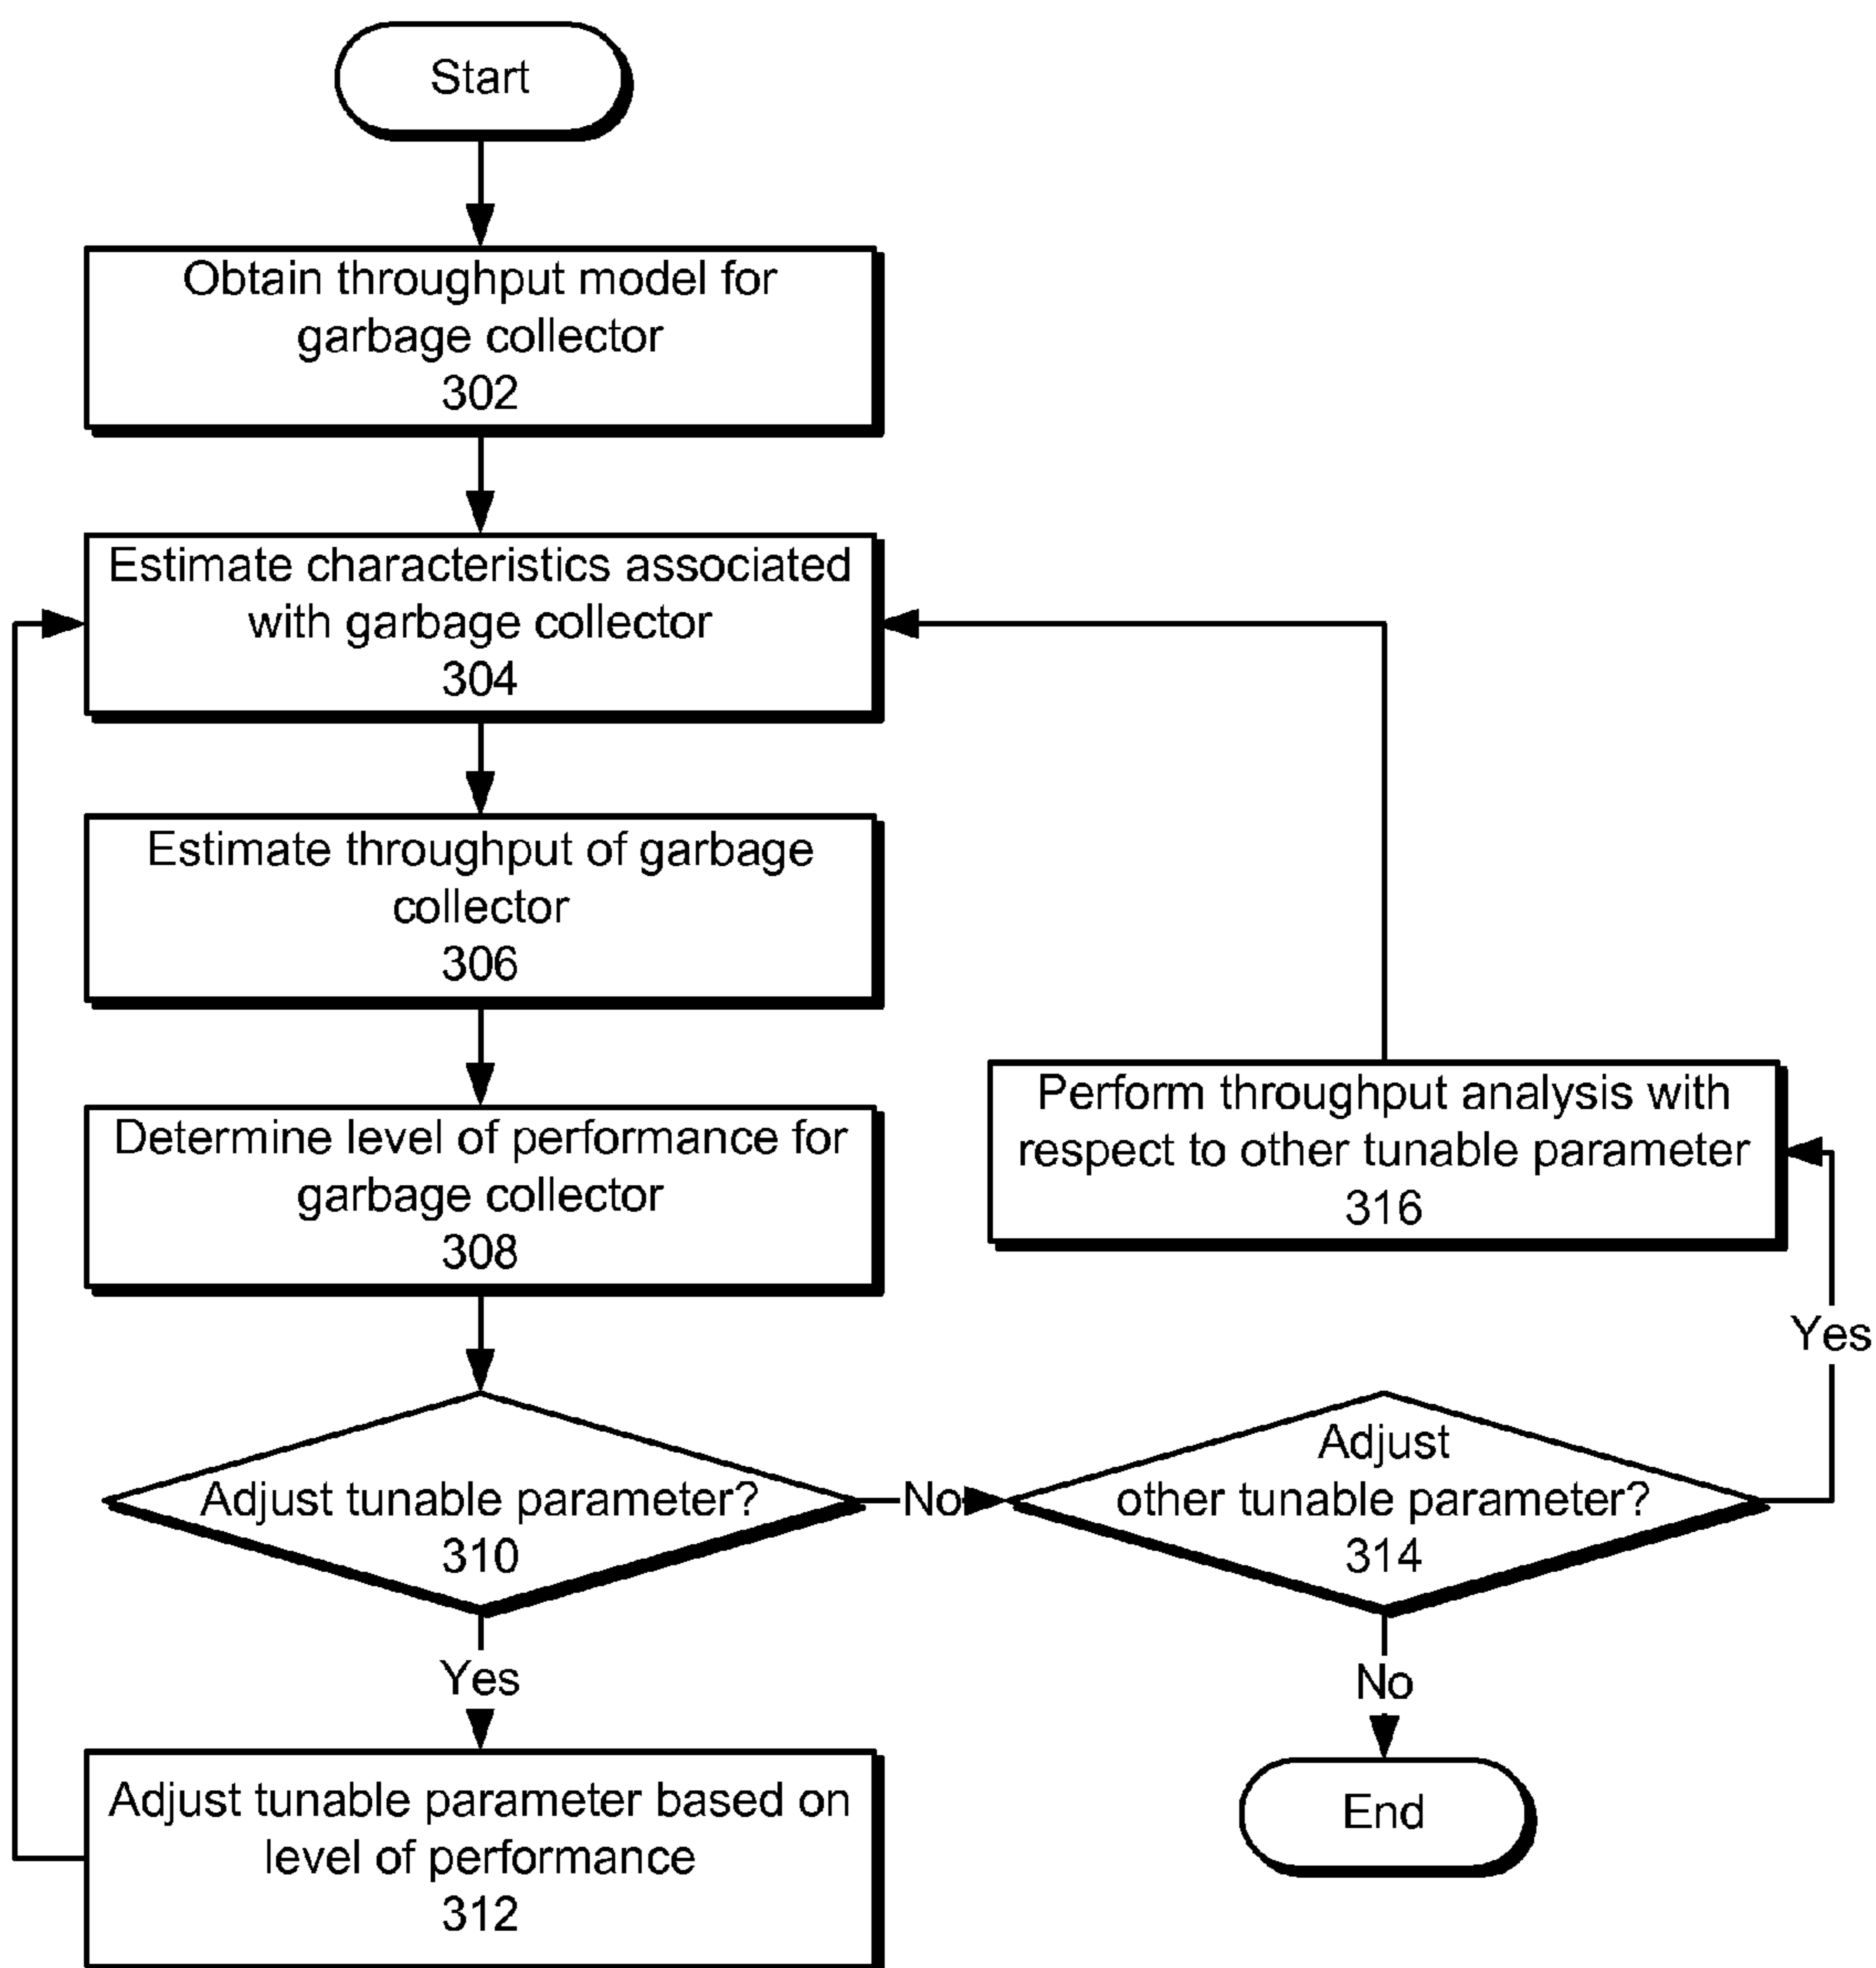 Start
Obtain throughput model for
garbage collector
302
Estimate characteristics associated
with garbage collector
304
Estimate throughput of garbage
collector
306
Determine level of performance for
garbage collector
308
Perform throughput analysis with
respect to other tunable parameter
316
Yes
Adjust tunable parameter?
310
No
Adjust
other tunable parameter?
314
Yes
No
Adjust tunable parameter based on
level of performance
312
End